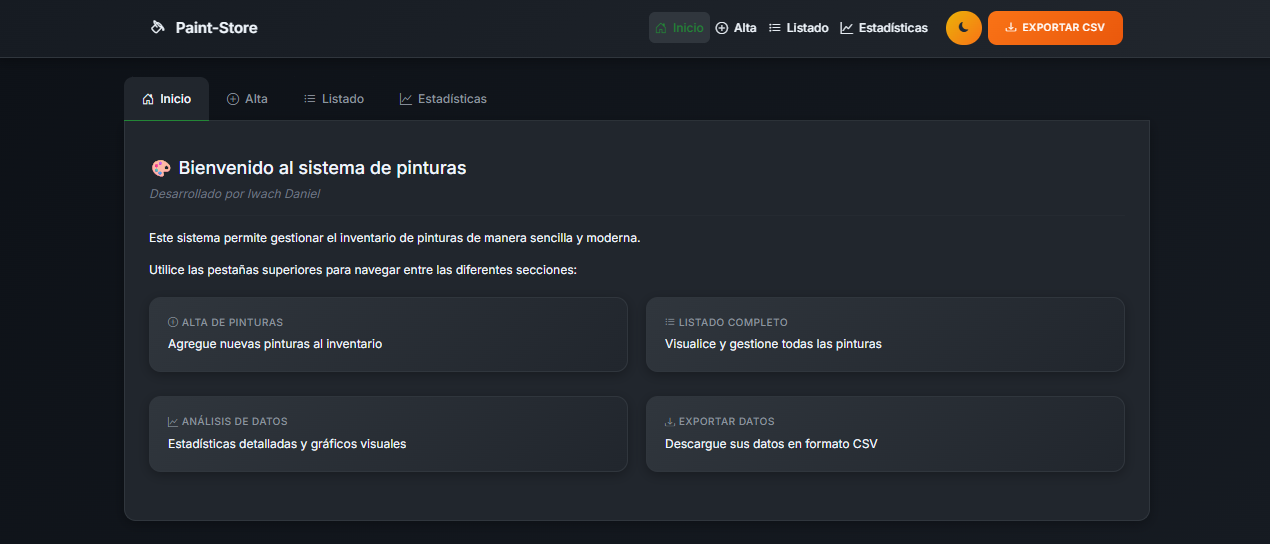 Paint-Store
Inicio
Alta
Listado
Estadísticas
EXPORTAR CSV
Inicio
Alta
Listado
Estadísticas
Bienvenido al sistema de pinturas
Desarrollado por Iwach Daniel
Este sistema permite gestionar el inventario de pinturas de manera sencilla y moderna.
Utilice las pestañas superiores para navegar entre las diferentes secciones:
ALTA DE PINTURAS
Agregue nuevas pinturas al inventario
LISTADO COMPLETO
Visualice y gestione todas las pinturas
ANÁLISIS DE DATOS
Estadísticas detalladas y gráficos visuales
EXPORTAR DATOS
Descargue sus datos en formato CSV